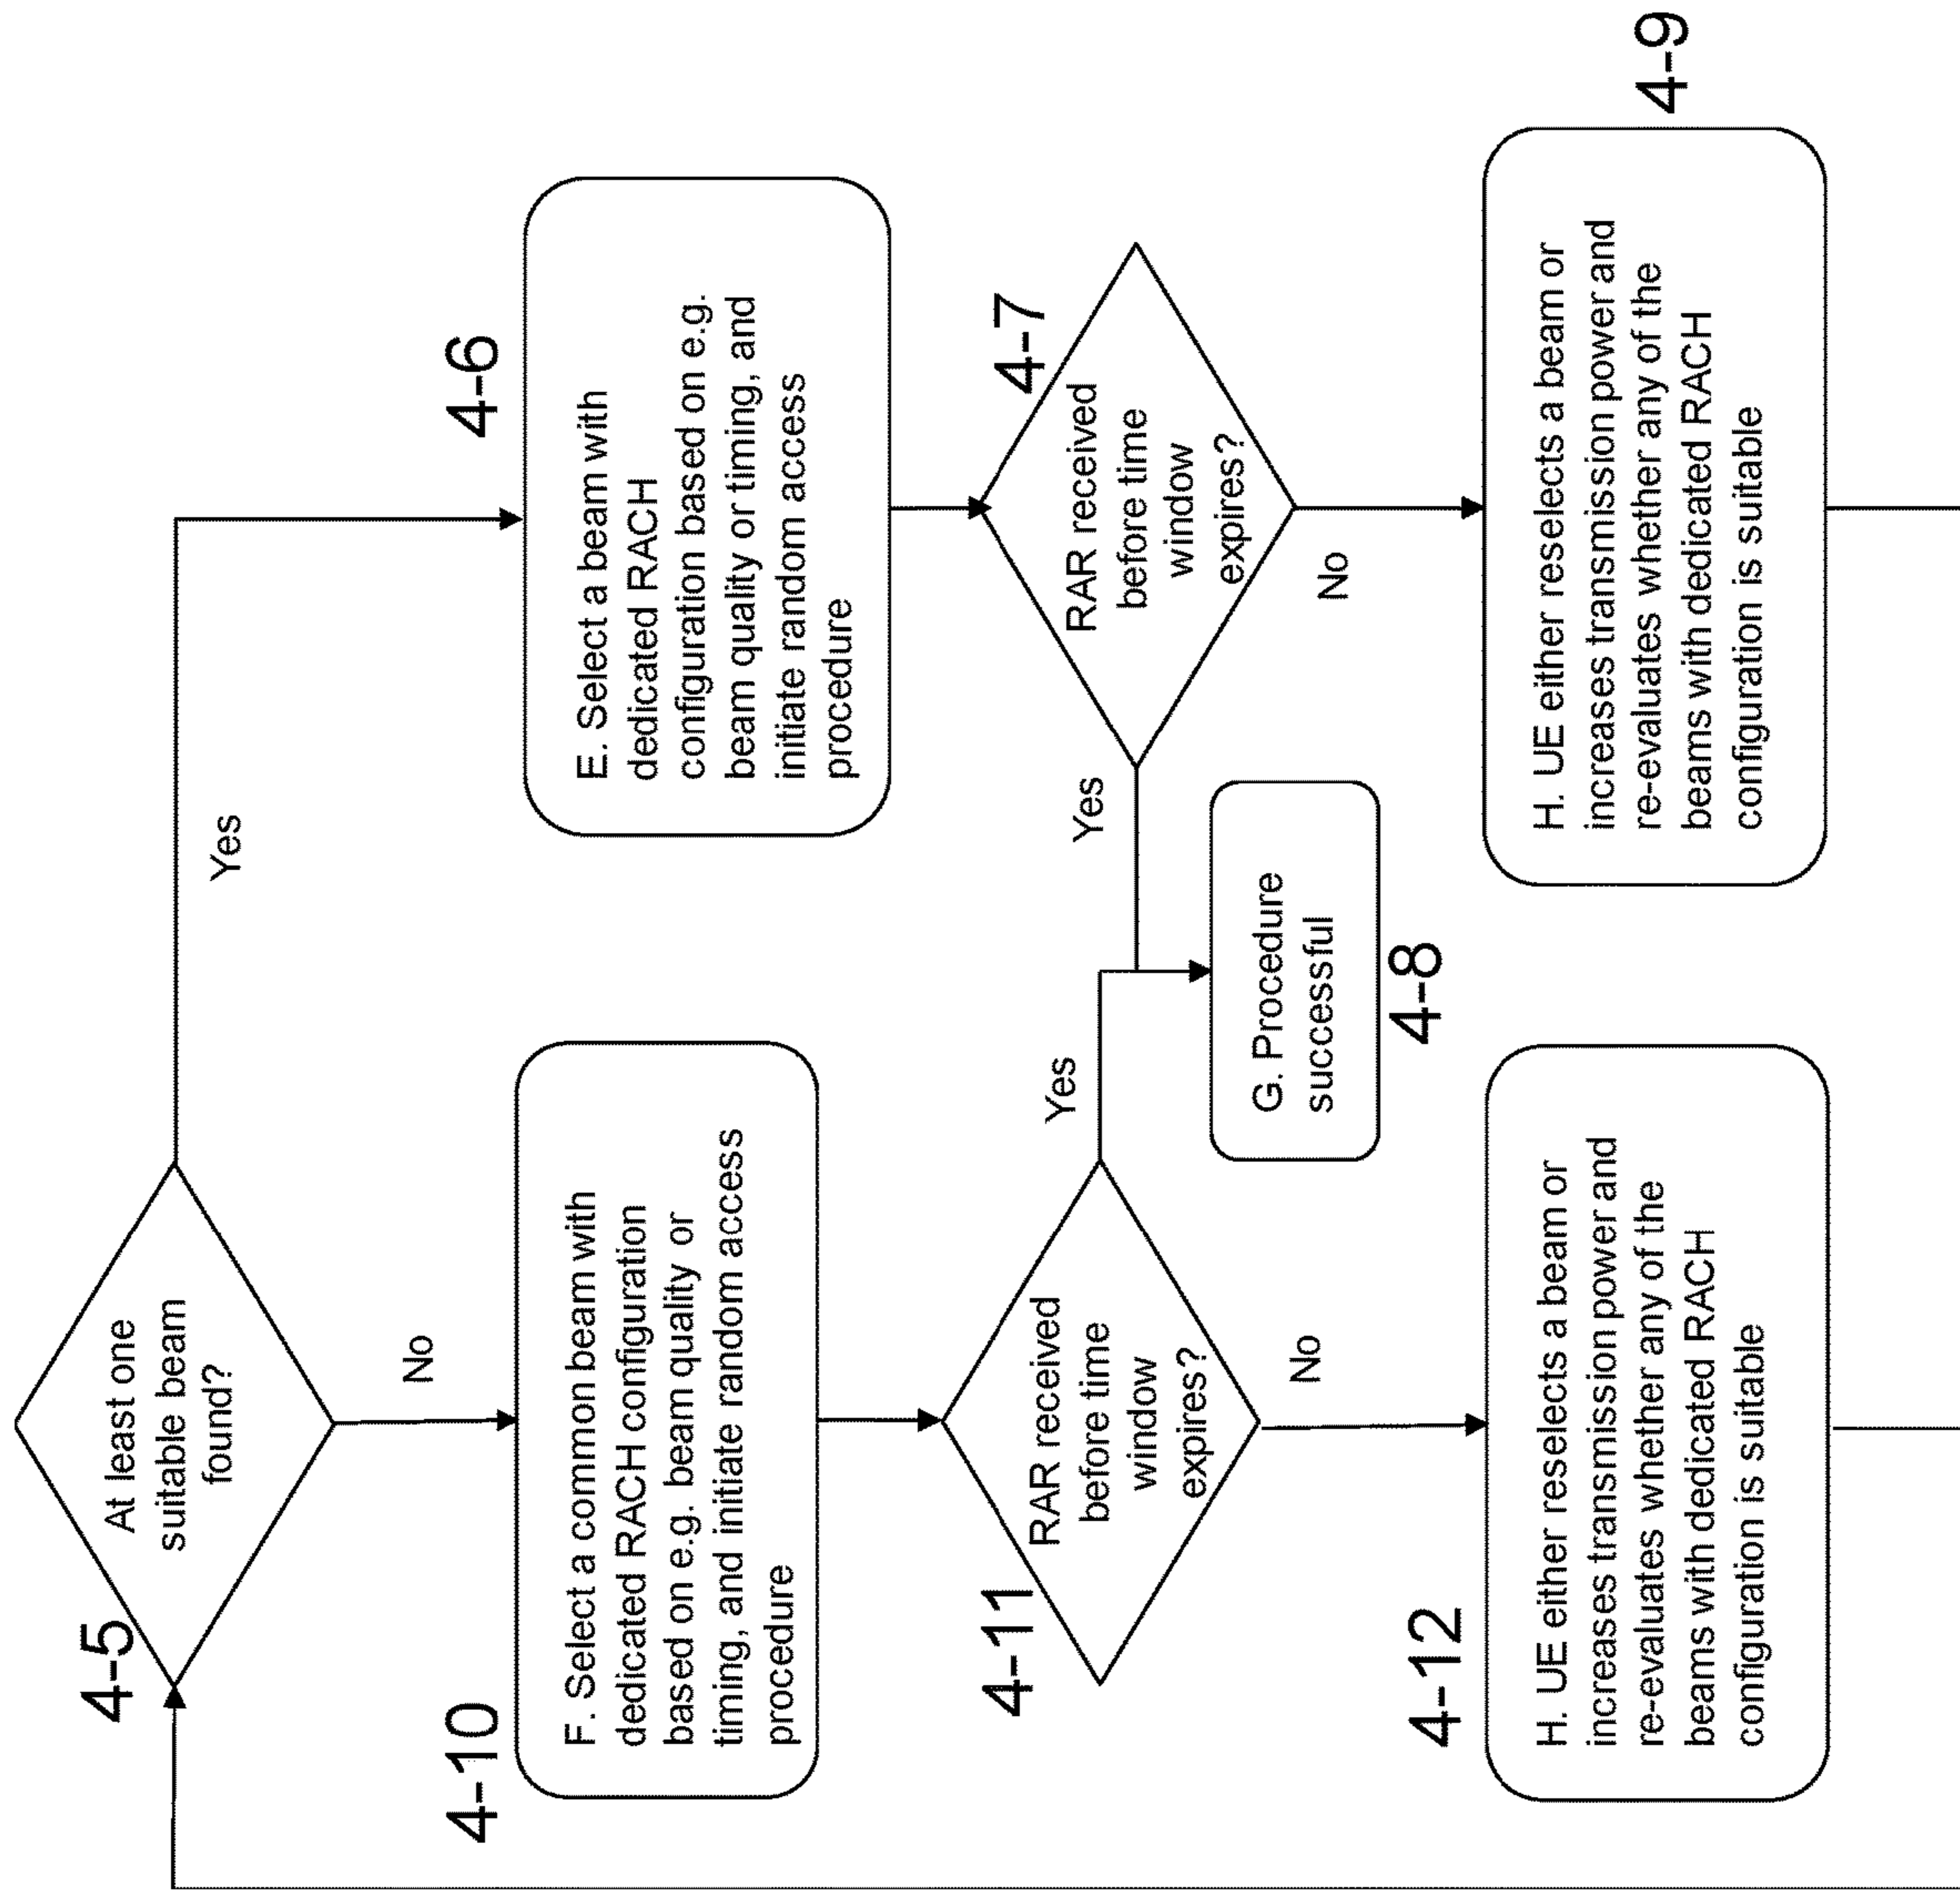 4-5
At least one
suitable beam
found?
Yes
No
4-6
E. Select a beam with
dedicated RACH
configuration based on e.g.
beam quality or timing, and
initiate random access
procedure
4-10
F. Select a common beam with
dedicated RACH configuration
based on e.g. beam quality or
timing, and initiate random access
procedure
4-7
RAR received
before time
window
expires?
Yes
No
4-11
RAR received
before time
window
expires?
Yes
No
G. Procedure
successful
4-8
4-9
H. UE either reselects a beam or
increases transmission power and
re-evaluates whether any of the
beams with dedicated RACH
configuration is suitable
4-12
H. UE either reselects a beam or
increases transmission power and
re-evaluates whether any of the
beams with dedicated RACH
configuration is suitable